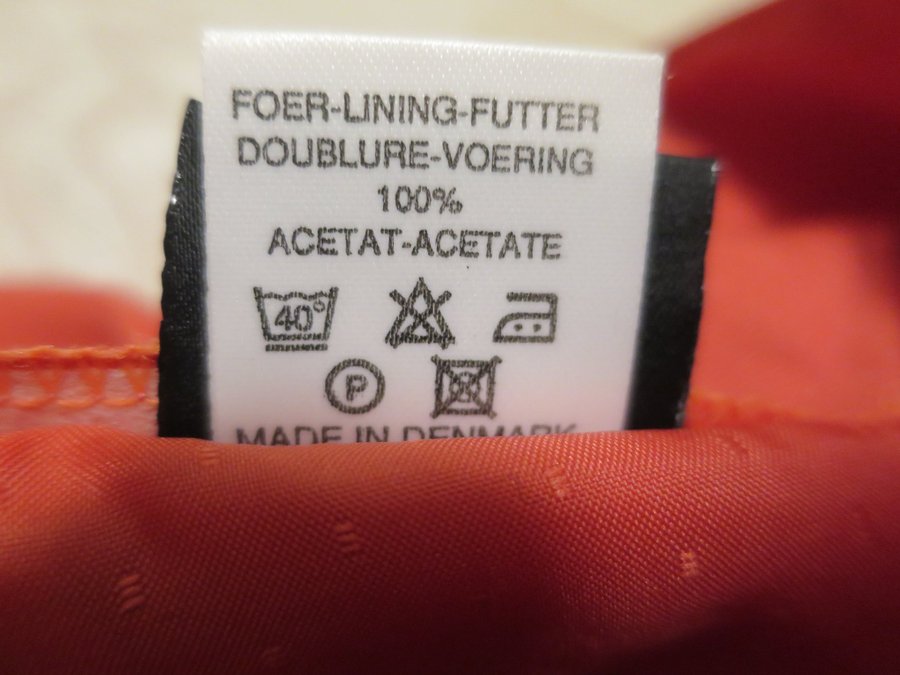 FOER-LINING-FUTTER
DOUBLURE-VOERING
100%
ACETAT-ACETATE
40°
P
MADE IN DENMARK